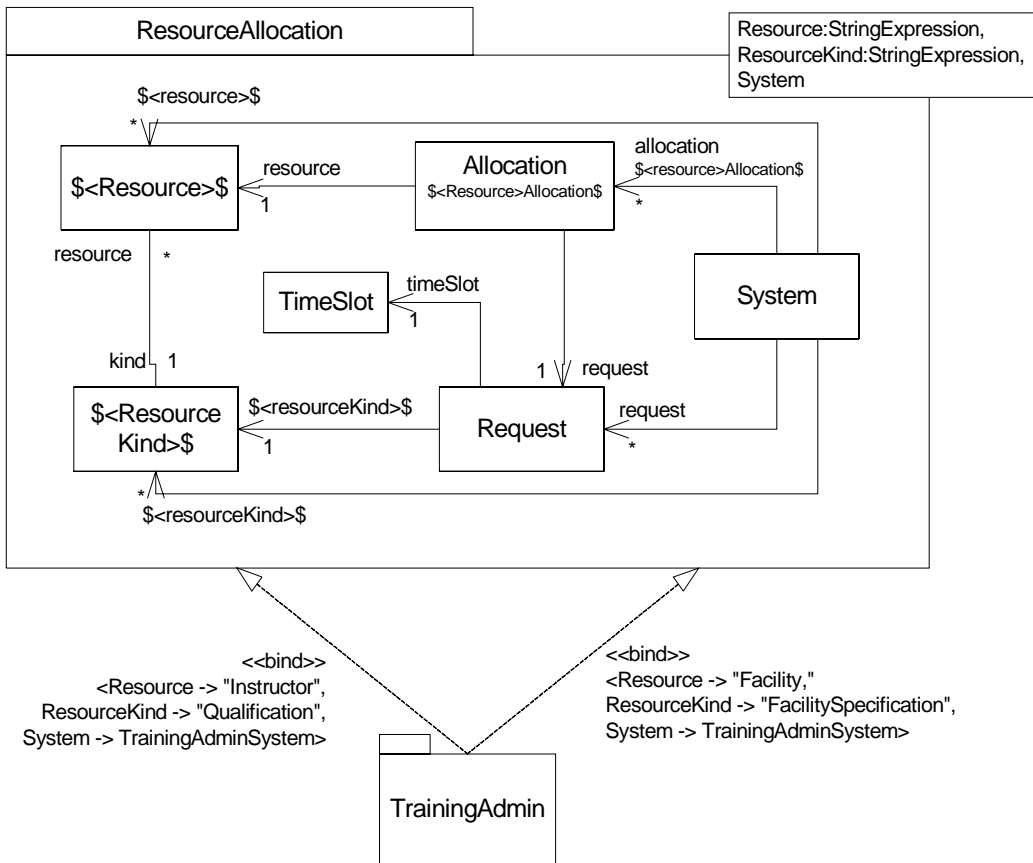 ResourceAllocation
Resource:StringExpression,
ResourceKind:StringExpression,
System
$<resource>$
*
$<Resource>$
resource
1
Allocation
$<Resource>Allocation$
allocation
$<resource>Allocation$
*
resource
*
TimeSlot
timeSlot
1
System
kind
1
1
request
$<Resource
Kind>$
$<resourceKind>$
1
Request
request
*
*
$<resourceKind>$
<<bind>>
<Resource -> "Instructor",
ResourceKind -> "Qualification",
System -> TrainingAdminSystem>
<<bind>>
<Resource -> "Facility,"
ResourceKind -> "FacilitySpecification",
System -> TrainingAdminSystem>
TrainingAdmin